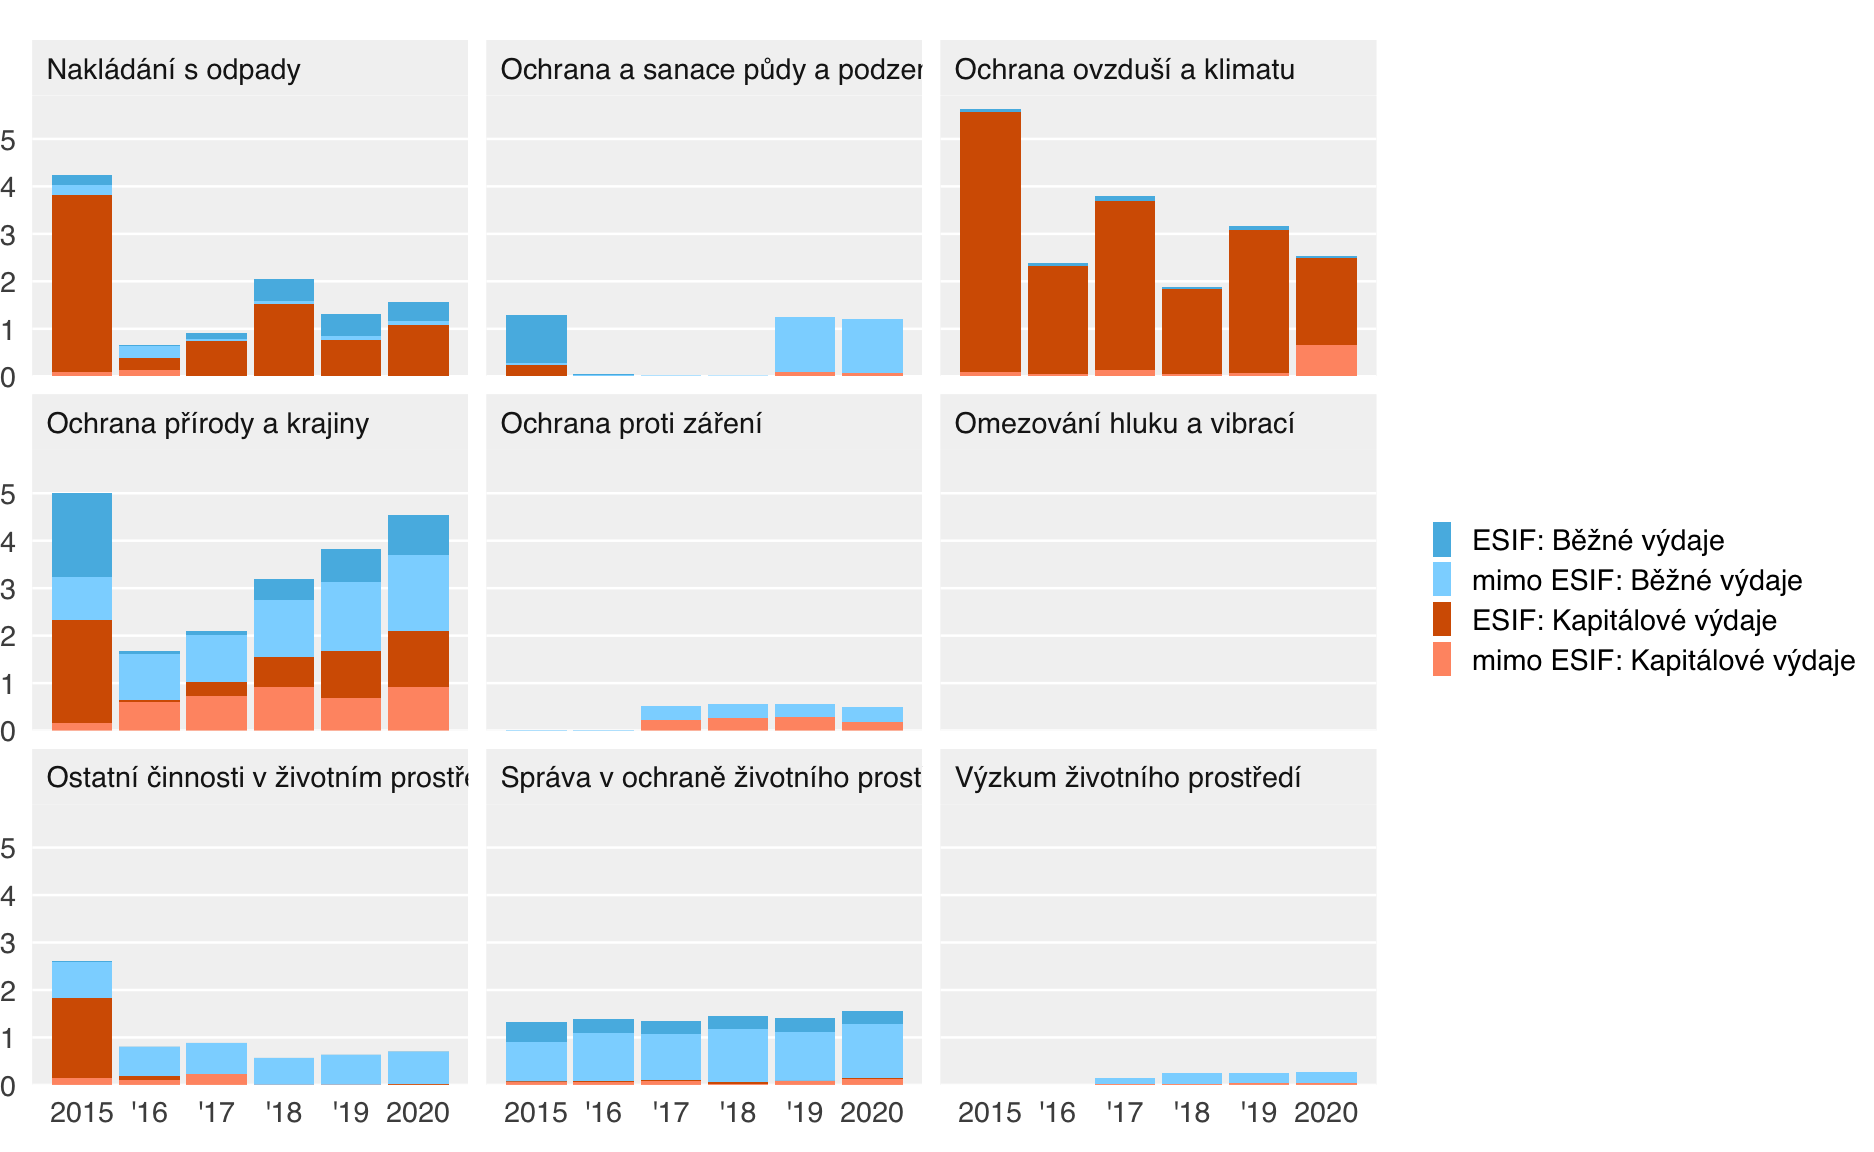 Nakládání s odpady
Ochrana a sanace půdy a podzer
Ochrana ovzduší a klimatu
5
4
3
2
1
0
Ochrana přírody a krajiny
Ochrana proti záření
Omezování hluku a vibrací
5
4
3
2
1
0
Ostatní činnosti v životním prostře
Správa v ochraně životního prost
Výzkum životního prostředí
5
4
3
2
1
0
2015 '16 '17 '18 '19 2020
2015 '16 '17 '18 '19 2020
2015 '16 '17 '18 '19 2020
ESIF: Běžné výdaje
mimo ESIF: Běžné výdaje
ESIF: Kapitálové výdaje
mimo ESIF: Kapitálové výdaje